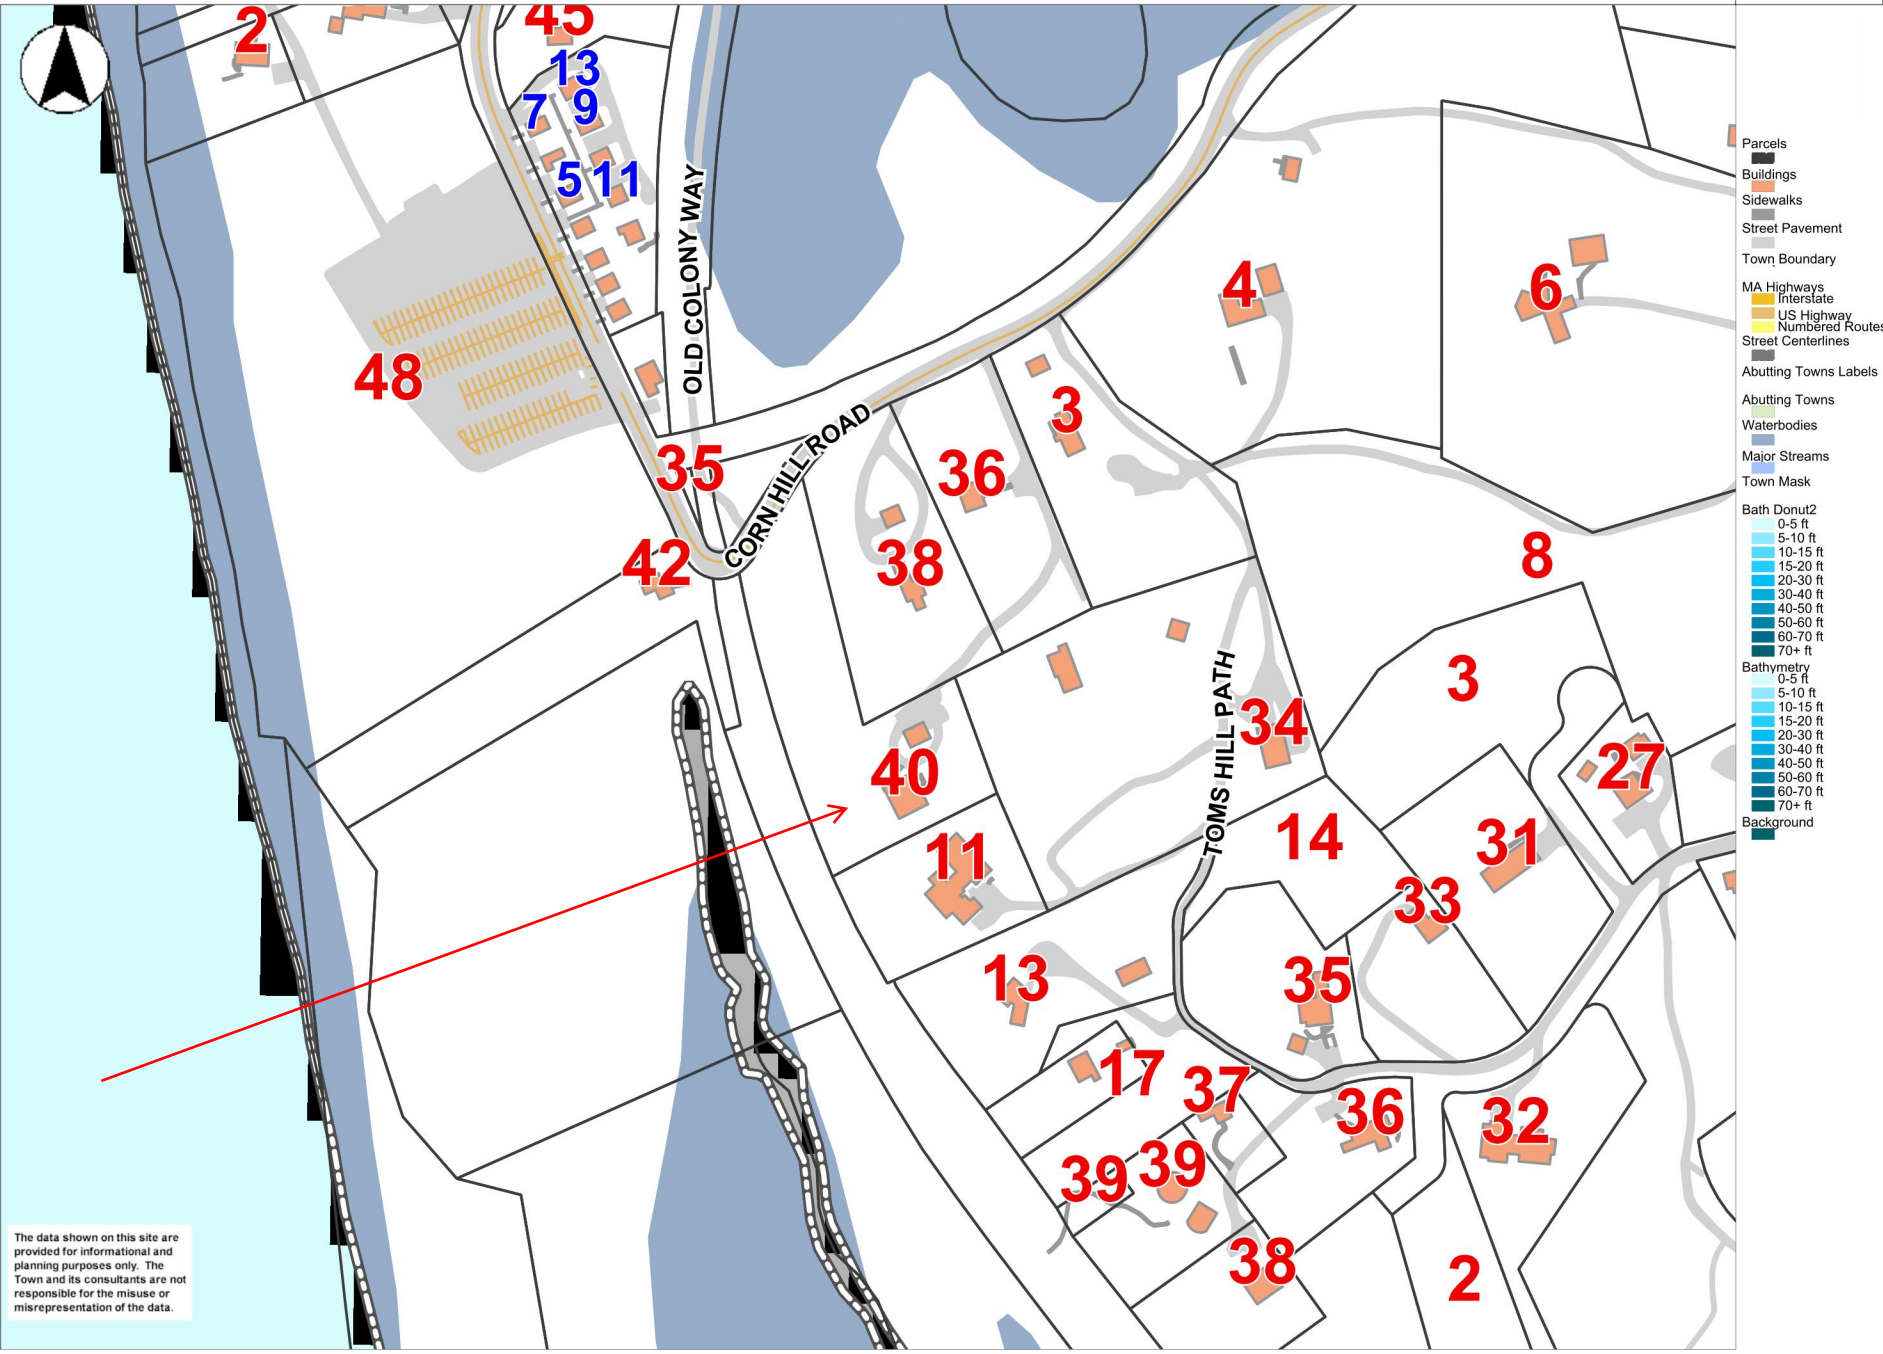 2
45
13
7
9
5
11
OLD COLONY WAY
4
6
48
3
35
CORN HILL ROAD
36
42
38
8
3
TOMS HILL PATH
34
40
27
14
11
31
33
13
35
17
37
36
32
39
39
38
2
Parcels
Buildings
Sidewalks
Street Pavement
Town Boundary
MA Highways
Interstate
US Highway
Numbered Routes
Street Centerlines
Abutting Towns Labels
Abutting Towns
Waterbodies
Major Streams
Town Mask
Bath Donut2
0-5 ft
5-10 ft
10-15 ft
15-20 ft
20-30 ft
30-40 ft
40-50 ft
50-60 ft
60-70 ft
70+ ft
Bathymetry
0-5 ft
5-10 ft
10-15 ft
15-20 ft
20-30 ft
30-40 ft
40-50 ft
50-60 ft
60-70 ft
70+ ft
Background
The data shown on this site are
provided for informational and
planning purposes only. The
Town and its consultants are not
responsible for the misuse or
misrepresentation of the data.